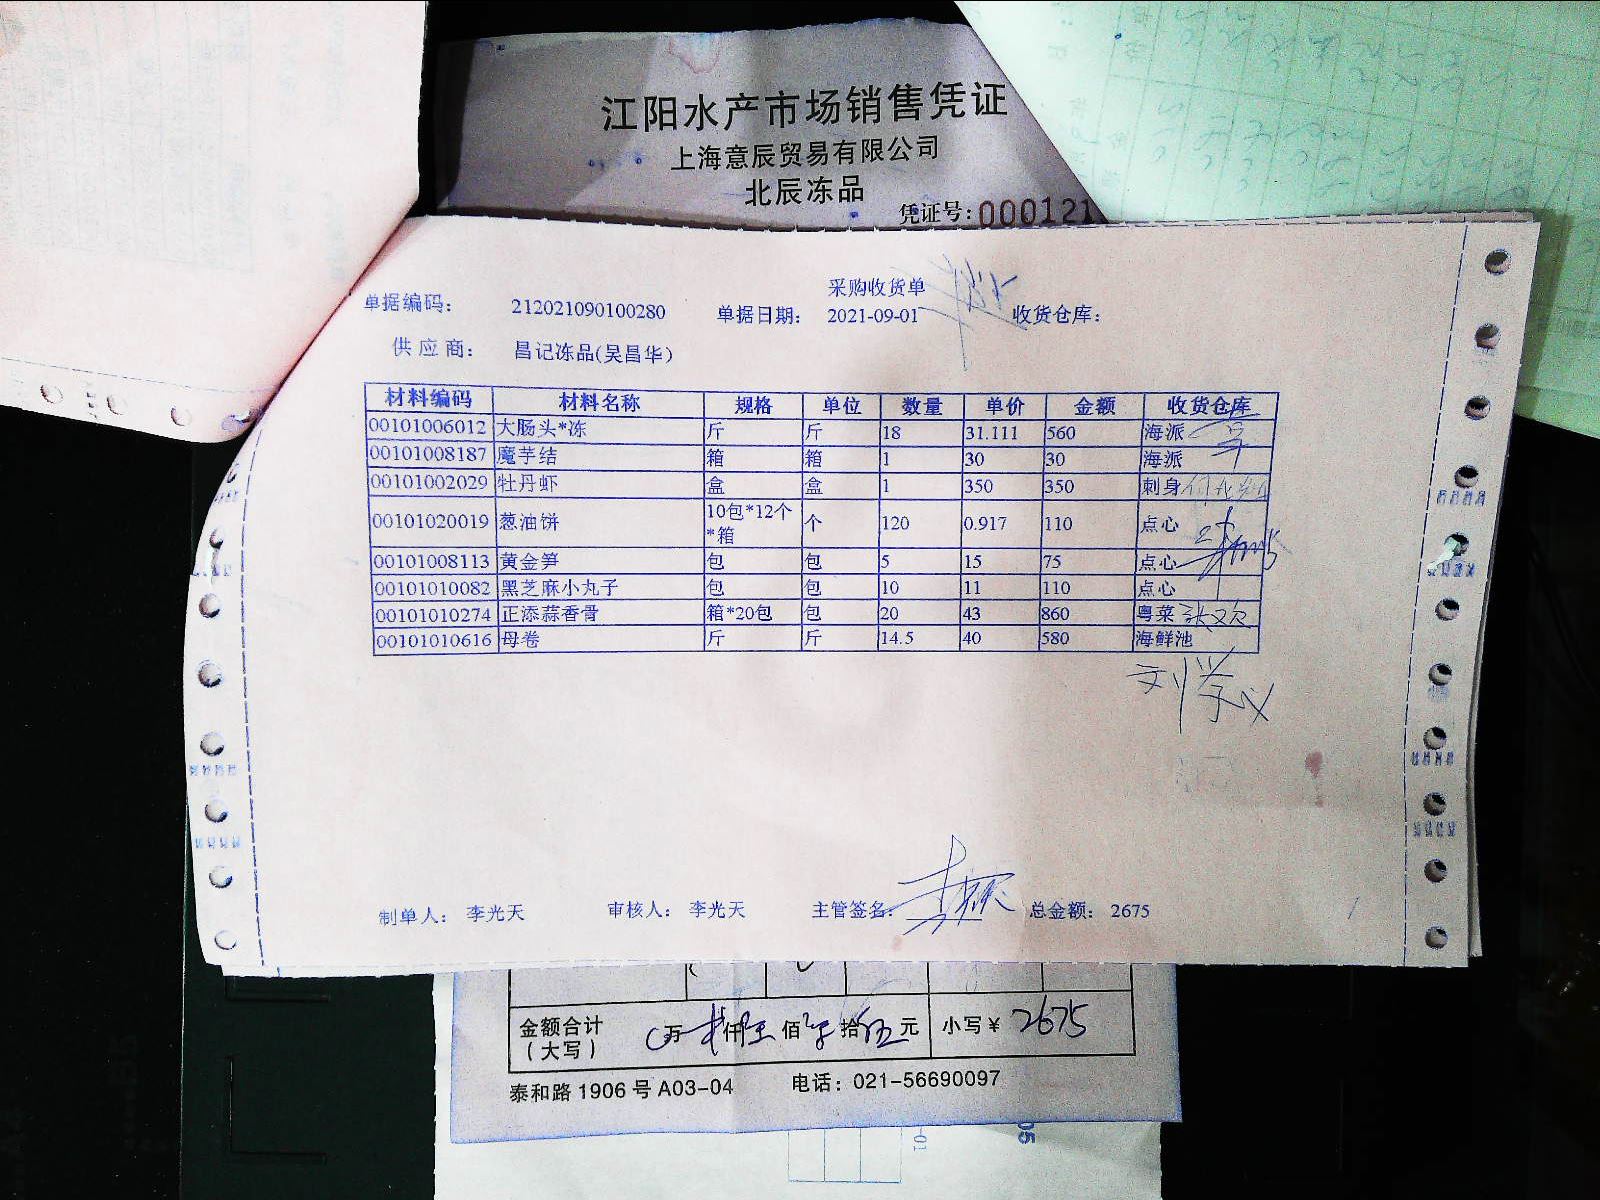 江阳水产市场销售凭证
上海意辰贸易有限公司
北辰冻品
凭证号:000121
采购收货单
单据编码: 212021090100280 单据日期: 2021-09-01 收货仓库:
供应商: 昌记冻品(吴昌华)
材料编码 材料名称 规格 单位 数量 单价 金额 收货仓库
00101006012 大肠头*冻 斤 斤 18 31.111 560 海派
00101008187 魔芋结 箱 箱 1 30 30 海派
00101002029 牡丹虾 盒 盒 1 350 350 刺身
00101020019 葱油饼 10包*12个*箱 个 120 0.917 110 点心
00101008113 黄金笋 包 包 5 15 75 点心
00101010082 黑芝麻小丸子 包 包 10 11 110 点心
00101010274 正添蒜香骨 箱*20包 包 20 43 860 粤菜 张文欢
00101010616 母卷 斤 斤 14.5 40 580 海鲜池
刘学义
制单人: 李光天 审核人: 李光天 主管签名: 总金额: 2675
金额合计 万 仟 佰 拾 伍元 小写¥ 2675
(大写)
泰和路1906号A03-04 电话: 021-56690097